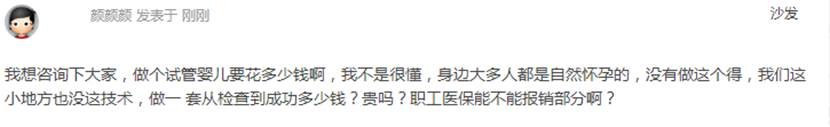 颜颜颜 发表于 刚刚
沙发
我想咨询下大家，做个试管婴儿要花多少钱啊，我不是很懂，身边大多人都是自然怀孕的，没有做这个得，我们这
小地方也没这技术，做一 套从检查到成功多少钱？贵吗？职工医保能不能报销部分啊？